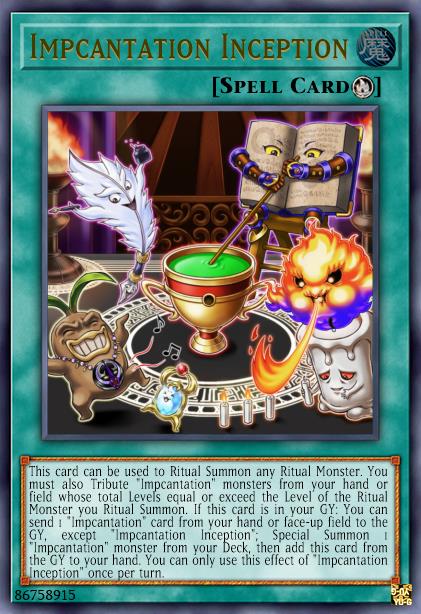 IMPCANTATION INCEPTION
魔
[SPELL CARD]
This card can be used to Ritual Summon any Ritual Monster. You
must also Tribute "Impcantation" monsters from your hand or
field whose total Levels equal or exceed the Level of the Ritual
Monster you Ritual Summon. If this card is in your GY: You can
send 1 "Impcantation" card from your hand or face-up field to the
GY, except "Impcantation Inception"; Special Summon 1
"Impcantation" monster from your Deck, then add this card from
the GY to your hand. You can only use this effect of "Impcantation
Inception" once per turn.
86758915